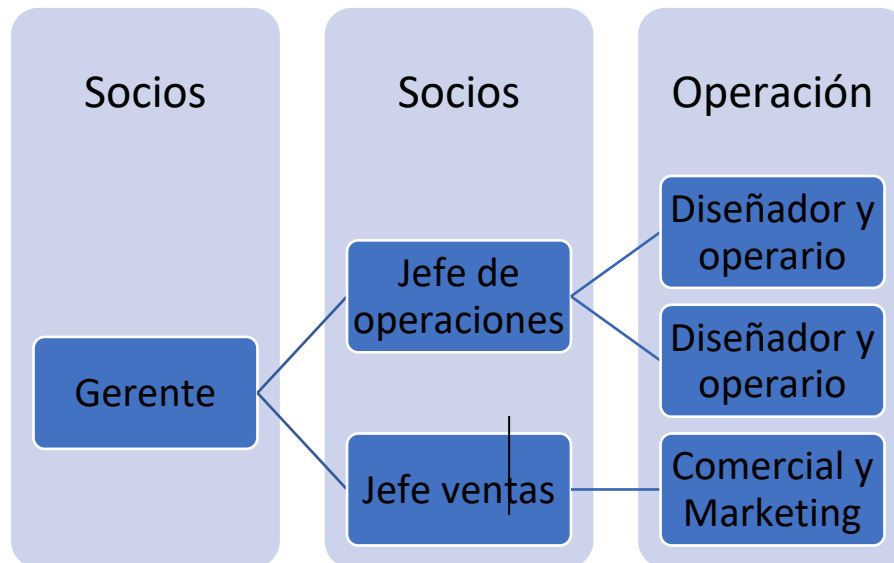 Socios
Socios
Operación
Gerente
Jefe de
operaciones
Jefe ventas
Diseñador y
operario
Diseñador y
operario
Comercial y
Marketing